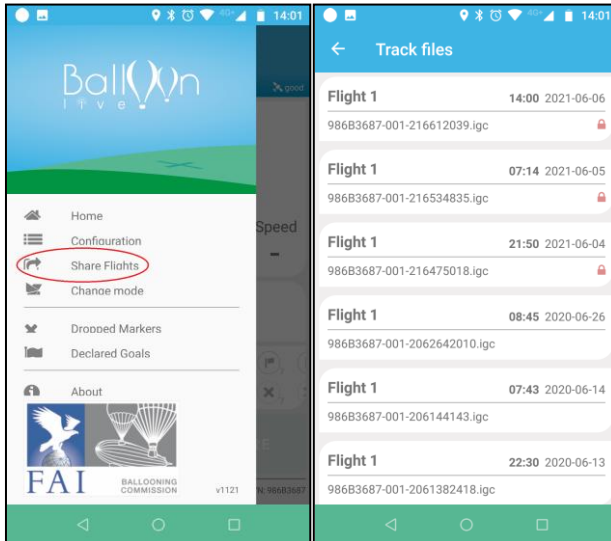 4G+ 14:01
Balloon
live
good
Home
Configuration
Speed
Share Flights
-
Change mode
Dropped Markers
Declared Goals
About
FAI
BALLOONING
COMMISSION
v1121
N: 986B3687
4G+ 14:01
Track files
Flight 1 14:00 2021-06-06
986B3687-001-216612039.igc
Flight 1 07:14 2021-06-05
986B3687-001-216534835.igc
Flight 1 21:50 2021-06-04
986B3687-001-216475018.igc
Flight 1 08:45 2020-06-26
986B3687-001-2062642010.igc
Flight 1 07:43 2020-06-14
986B3687-001-206144143.igc
Flight 1 22:30 2020-06-13
986B3687-001-2061382418.igc